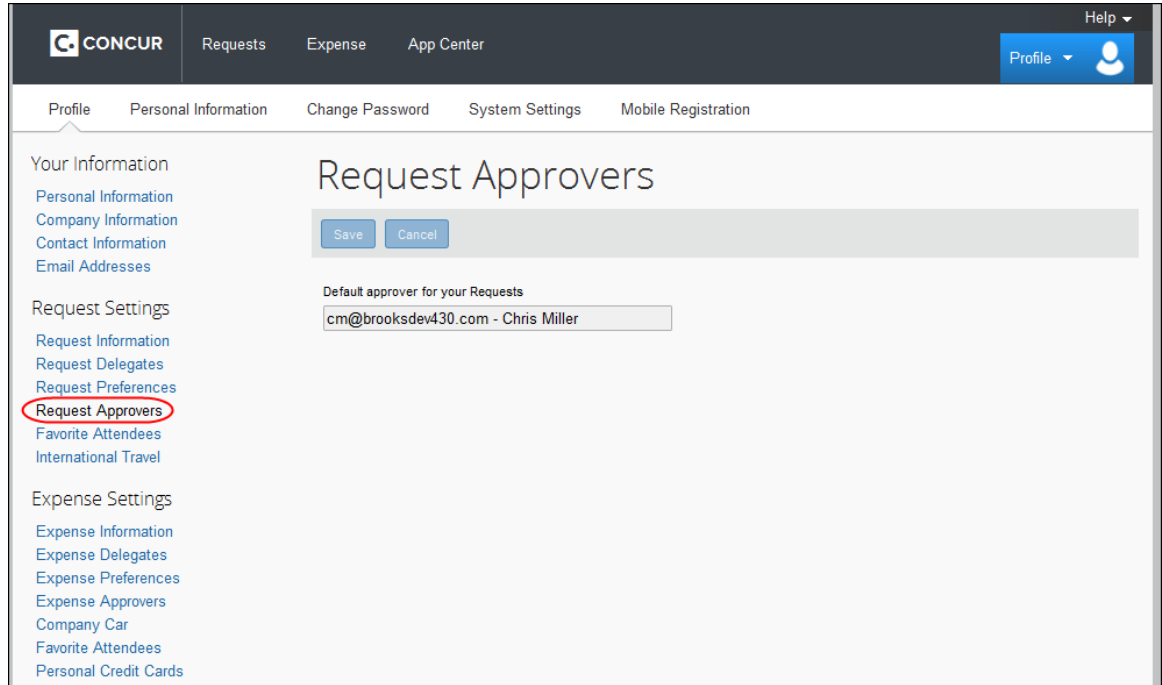 Help
C. CONCUR Requests Expense App Center
Profile
Profile Personal Information Change Password System Settings Mobile Registration
Your Information
Personal Information
Company Information
Contact Information
Email Addresses
Request Settings
Request Information
Request Delegates
Request Preferences
Request Approvers
Favorite Attendees
International Travel
Expense Settings
Expense Information
Expense Delegates
Expense Preferences
Expense Approvers
Company Car
Favorite Attendees
Personal Credit Cards
Request Approvers
Save Cancel
Default approver for your Requests
cm@brooksdev430.com - Chris Miller